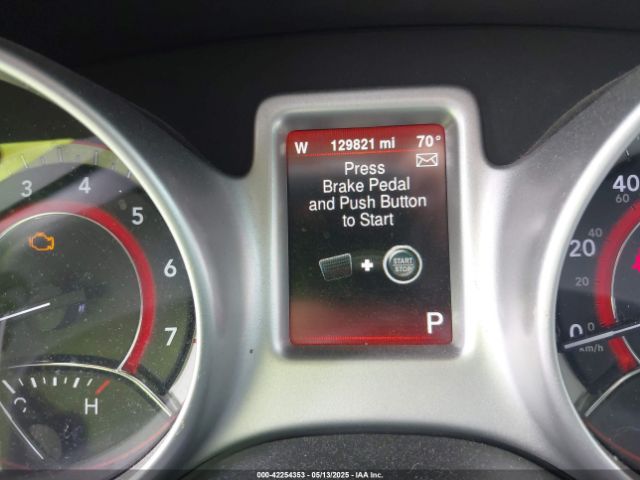 W 129821 mi 70°
Press
Brake Pedal
and Push Button
to Start
START
STOP
P
3 4 5 6 7
C H
40
60
20
40
20
0 0
km/h
000-42254353 - 05/13/2025 - IAA Inc.